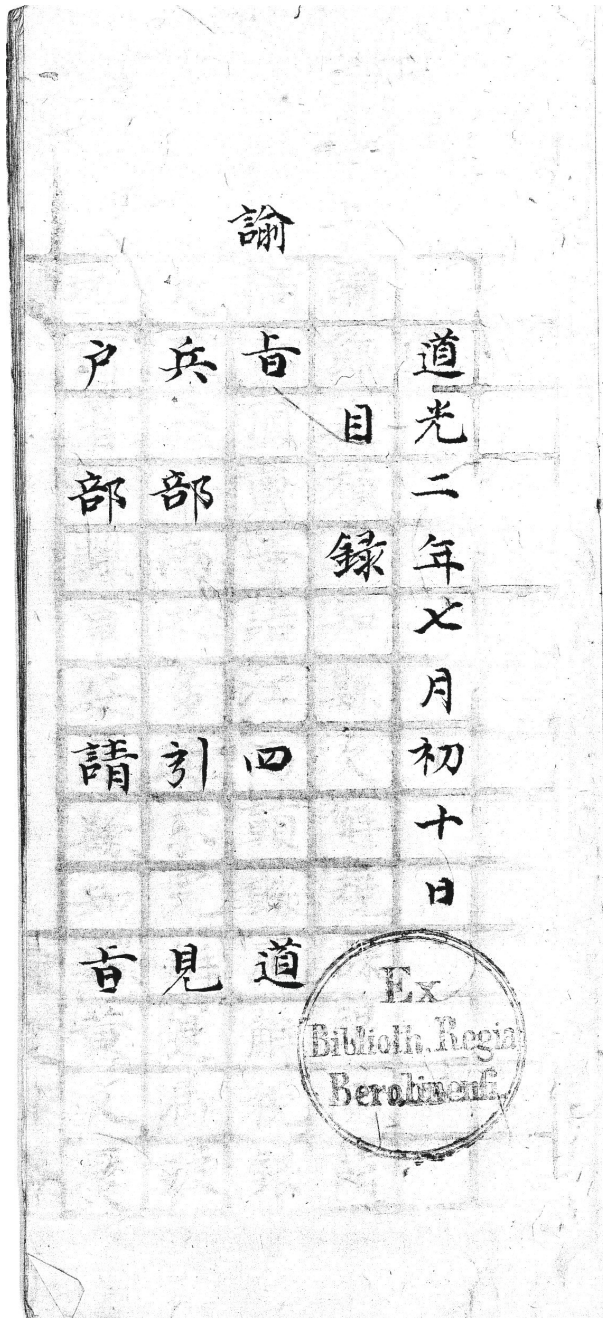 道光二年七月初十日
目錄
諭旨 四道
兵部 引見
戶部 請旨
Ex
Biblioth. Regia
Berolinensi.